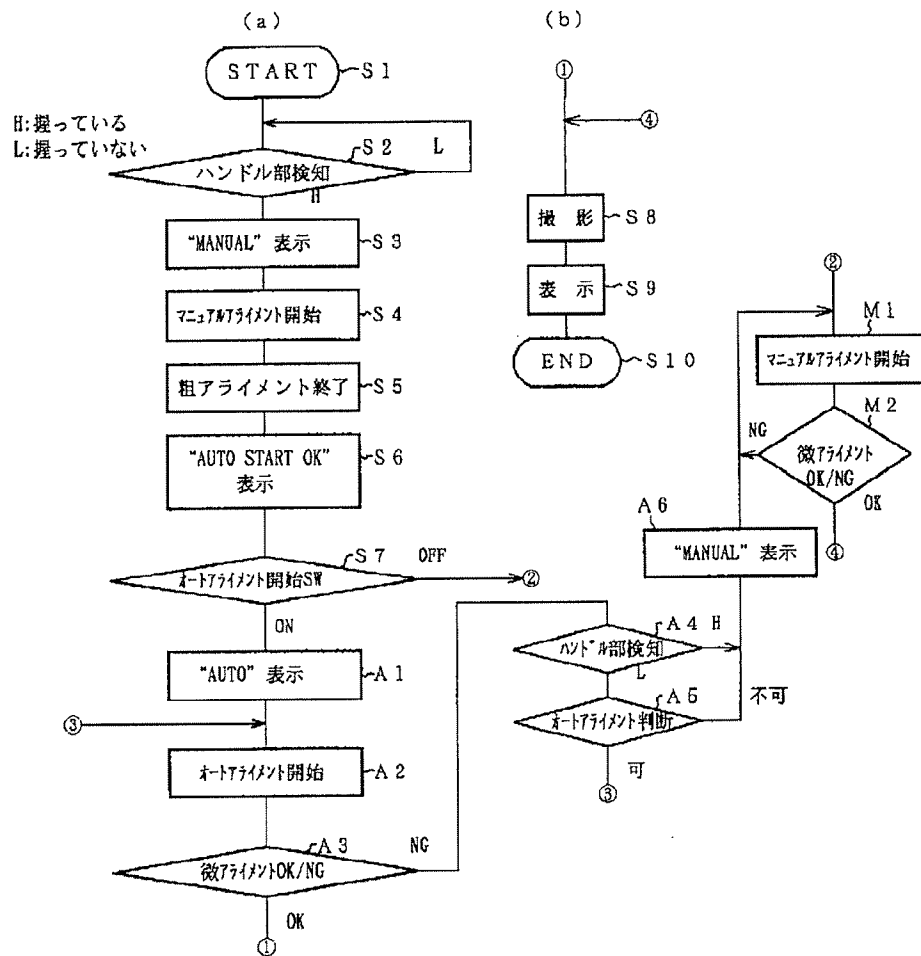 (a)
START
S1
H:握っている
L:握っていない
S2
L
ハンドル部検知
H
“MANUAL” 表示
S3
マニュアルアライメント開始
S4
粗アライメント終了
S5
“AUTO START OK”
表示
S6
S7
OFF
オートアライメント開始SW
②
ON
“AUTO” 表示
A1
③
オートアライメント開始
A2
A3
NG
微アライメントOK/NG
OK
①
(b)
①
④
撮 影
S8
表 示
S9
END
S10
②
M1
マニュアルアライメント開始
M2
NG
微アライメント
OK/NG
OK
④
A6
“MANUAL” 表示
A4
H
ハンドル部検知
L
A5
不可
オートアライメント判断
可
③